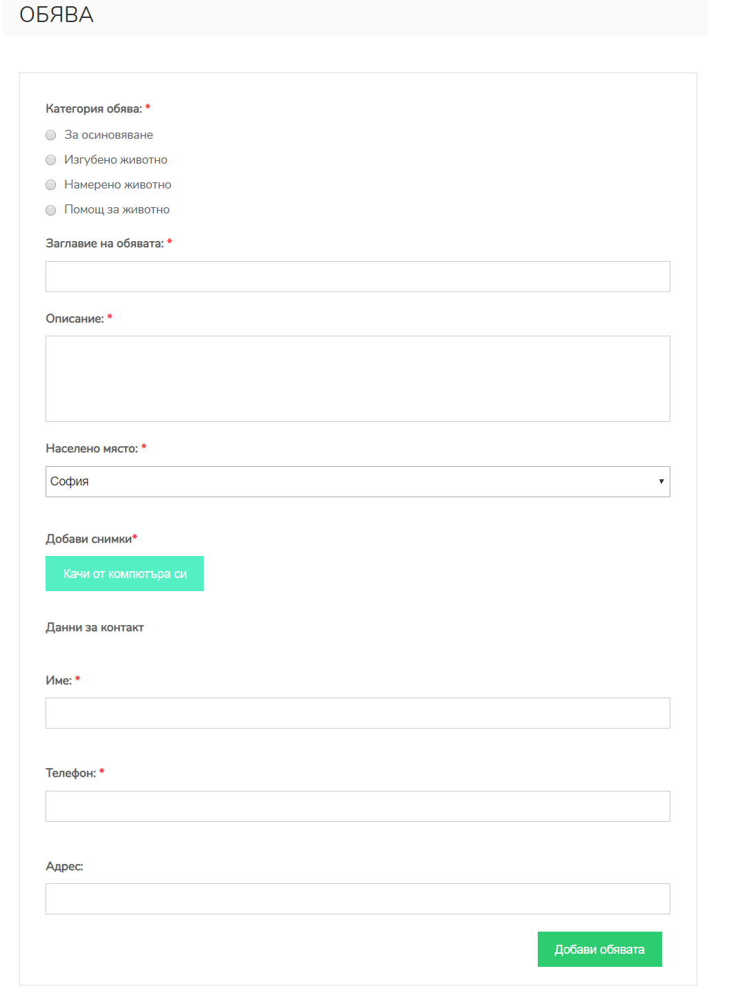 ОБЯВА
Категория обява: *
За осиновяване
Изгубено животно
Намерено животно
Помощ за животно
Заглавие на обявата: *
Описание: *
Населено място: *
София
Добави снимки*
Качи от компютъра си
Данни за контакт
Име: *
Телефон: *
Адрес:
Добави обявата